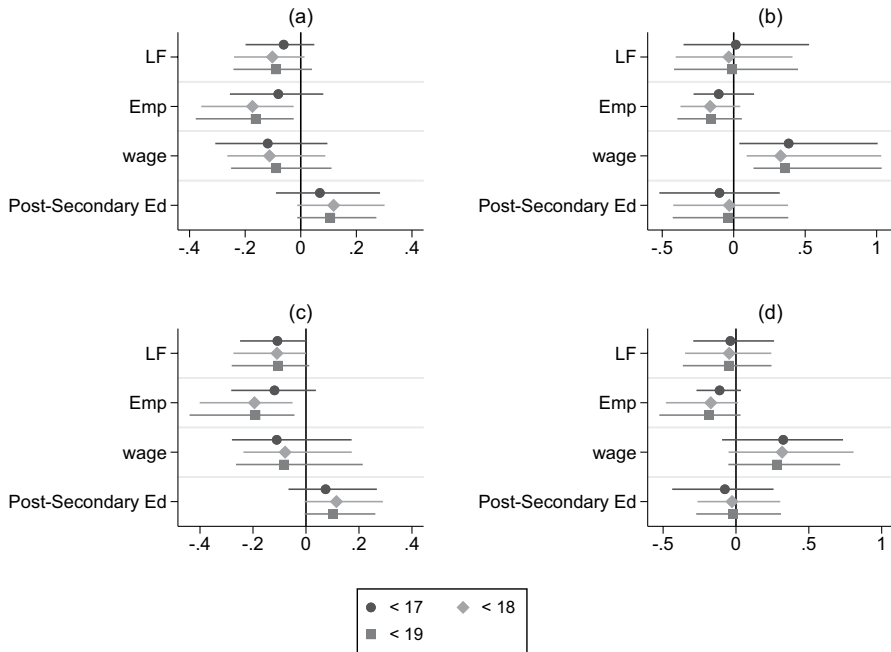 (a)
LF
Emp
wage
Post-Secondary Ed
-.4 -.2 0 .2 .4
(b)
LF
Emp
wage
Post-Secondary Ed
-.5 0 .5 1
(c)
LF
Emp
wage
Post-Secondary Ed
-.4 -.2 0 .2 .4
(d)
LF
Emp
wage
Post-Secondary Ed
-.5 0 .5 1
< 17 < 18
< 19